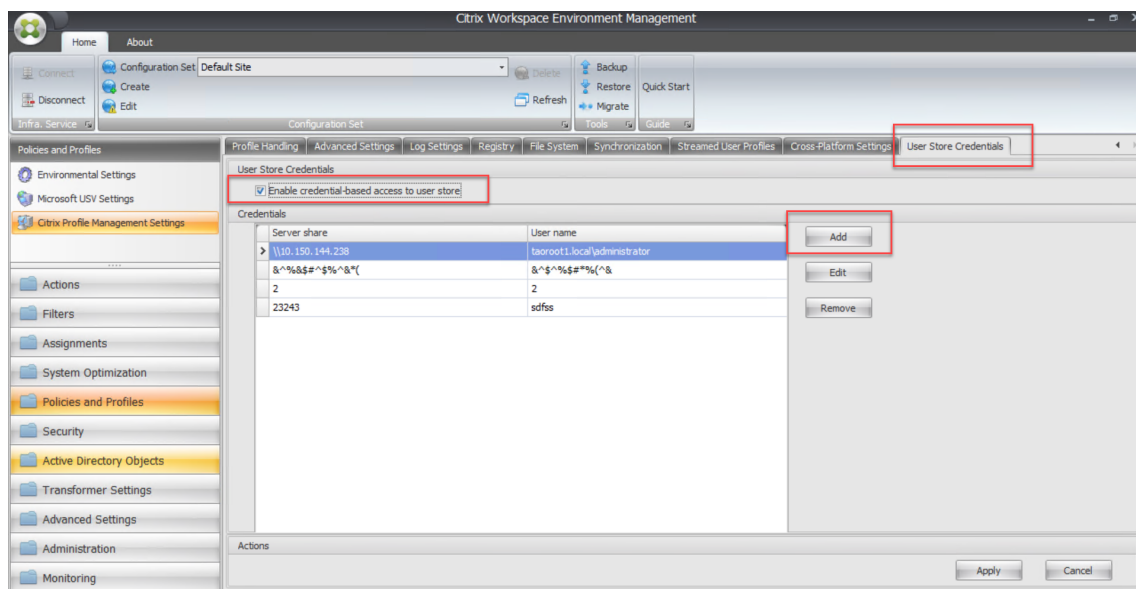 Citrix Workspace Environment Management
Home About
Connect
Disconnect
Infra. Service
Configuration Set Default Site
Create
Edit
Delete
Refresh
Configuration Set
Backup
Restore
Migrate
Tools
Quick Start
Guide
Policies and Profiles
Environmental Settings
Microsoft USV Settings
Citrix Profile Management Settings
Actions
Filters
Assignments
System Optimization
Policies and Profiles
Security
Active Directory Objects
Transformer Settings
Advanced Settings
Administration
Monitoring
Profile Handling Advanced Settings Log Settings Registry File System Synchronization Streamed User Profiles Cross-Platform Settings User Store Credentials
User Store Credentials
Enable credential-based access to user store
Credentials
Server share User name
\\10.150.144.238 taoroot1.local\administrator
&^%&$#^$%^&*( &^$^%$#*%(^&
2 2
23243 sdfss
Add
Edit
Remove
Actions
Apply Cancel